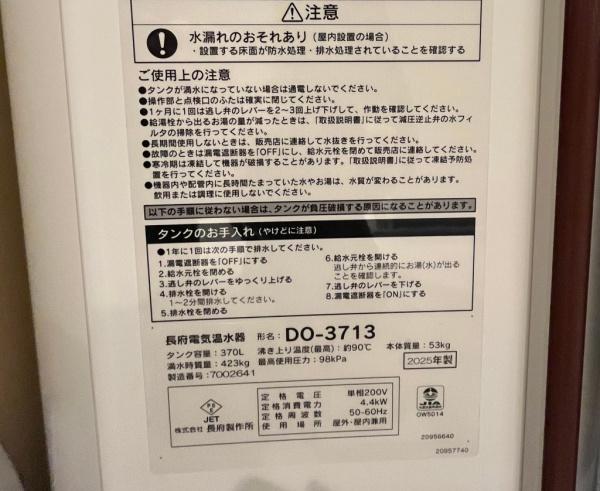 ⚠注意
水漏れのおそれあり（屋内設置の場合）
・設置する床面が防水処理・排水処理されていることを確認する
ご使用上の注意
●タンクが満水になっていない場合は通電しないでください。
●操作部と点検口のふたは確実に閉じてください。
●1ヶ月に1回は逃し弁のレバーを2～3回上げ下げして、作動を確認してください。
●給湯栓から出るお湯の量が減ったときは、「取扱説明書」に従って減圧逆止弁の水フィ
ルタの掃除を行ってください。
●長期間使用しないときは、販売店に連絡して水抜きを行ってください。
●故障のときは漏電遮断器を「OFF」にし、給水元栓を閉めて販売店に連絡してください。
●寒冷期は凍結して機器が破損することがあります。「取扱説明書」に従って凍結予防処
置を行ってください。
●機器内や配管内に長時間たまっていた水やお湯は、水質が変わることがあります。
飲用または調理に使用しないでください。
以下の手順に従わない場合は、タンクが負圧破損する原因になることがあります。
タンクのお手入れ（やけどに注意）
●1年に1回は次の手順で排水してください。
1.漏電遮断器を「OFF」にする
2.給水元栓を閉める
3.逃し弁のレバーをゆっくり上げる
4.排水栓を開ける
1～2分間排水してください。
5.排水栓を閉める
6.給水元栓を開ける
逃し弁から連続的にお湯(水)が出る
ことを確認します。
7.逃し弁のレバーを下げる
8.漏電遮断器を「ON」にする
長府電気温水器 形名：DO-3713
タンク容量：370L 沸き上り温度(最高)：約90℃ 本体質量：53kg
満水時質量：423kg 最高使用圧力：98kPa 2025年製
製造番号：7002641
JET
株式会社 長府製作所
定格電圧 単相200V
定格消費電力 4.4kW
定格周波数 50-60Hz
使用場所 屋外・屋内兼用
JIA
OW5014
20956640
20957740